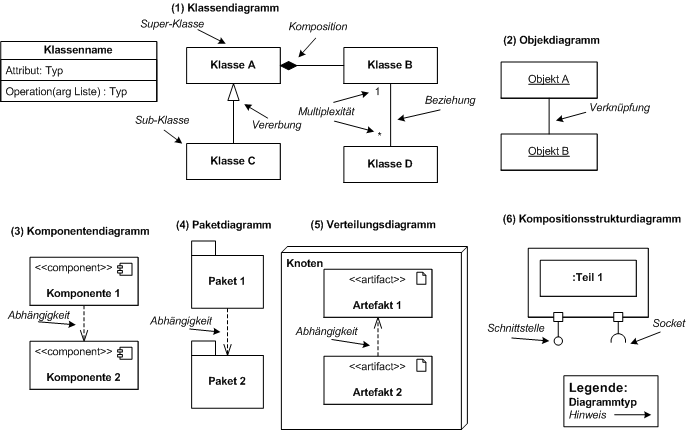 (1) Klassendiagramm
Super-Klasse
Komposition
Klassenname
Attribut: Typ
Operation(arg Liste) : Typ
Klasse A
Klasse B
1
Multiplexität
Beziehung
*
Vererbung
Sub-Klasse
Klasse C
Klasse D
(2) Objekdiagramm
Objekt A
Verknüpfung
Objekt B
(3) Komponentendiagramm
<<component>>
Komponente 1
Abhängigkeit
<<component>>
Komponente 2
(4) Paketdiagramm
Paket 1
Abhängigkeit
Paket 2
(5) Verteilungsdiagramm
Knoten
<<artifact>>
Artefakt 1
Abhängigkeit
<<artifact>>
Artefakt 2
(6) Kompositionsstrukturdiagramm
:Teil 1
Schnittstelle
Socket
Legende:
Diagrammtyp
Hinweis